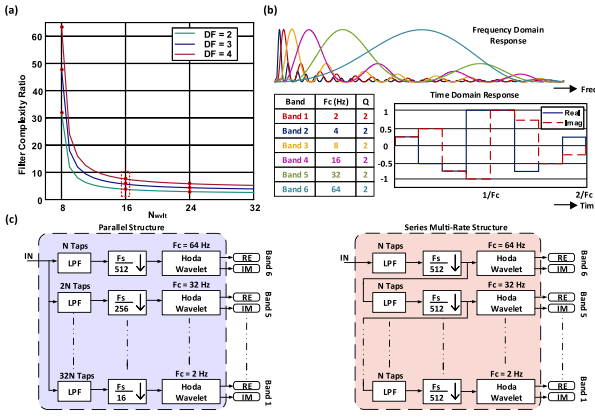 (a)
Filter Complexity Ratio
60
50
40
30
20
10
0
DF = 2
DF = 3
DF = 4
8
16
24
32
Nwvlt
(b)
Frequency Domain
Response
Freq
Band Fc (Hz) Q
Band 1 2 2
Band 2 4 2
Band 3 8 2
Band 4 16 2
Band 5 32 2
Band 6 64 2
Time Domain Response
Real
Imag
1
0.5
0
-0.5
-1
1/Fc
2/Fc
Time
(c)
Parallel Structure
IN
N Taps
LPF
Fs
512
Fc = 64 Hz
Hoda
Wavelet
RE
IM
Band 6
2N Taps
LPF
Fs
256
Fc = 32 Hz
Hoda
Wavelet
RE
IM
Band 5
32N Taps
LPF
Fs
16
Fc = 2 Hz
Hoda
Wavelet
RE
IM
Band 1
Series Multi-Rate Structure
IN
N Taps
LPF
Fs
512
Fc = 64 Hz
Hoda
Wavelet
RE
IM
Band 6
N Taps
LPF
Fs
512
Fc = 32 Hz
Hoda
Wavelet
RE
IM
Band 5
N Taps
LPF
Fs
512
Fc = 2 Hz
Hoda
Wavelet
RE
IM
Band 1